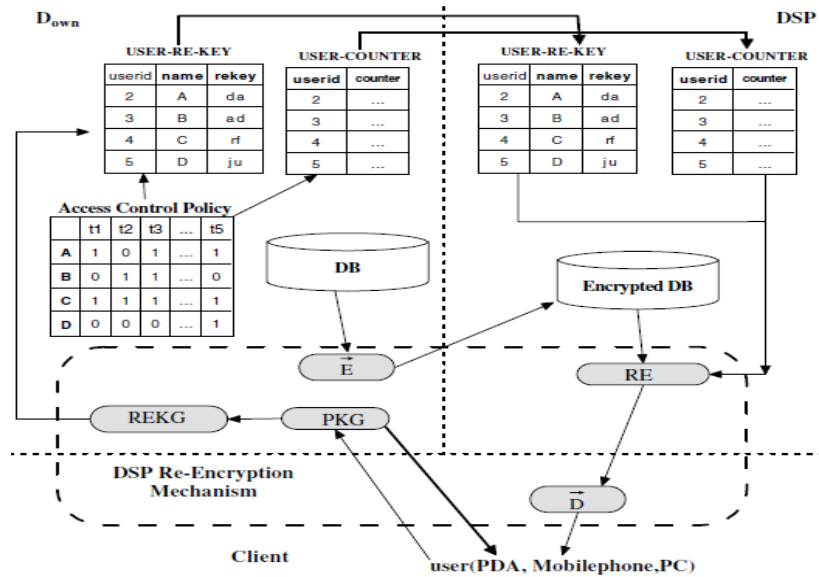 D_own
DSP
USER-RE-KEY
userid name rekey
2 A da
3 B ad
4 C rf
5 D ju
USER-COUNTER
userid counter
2 ...
3 ...
4 ...
5 ...
USER-RE-KEY
userid name rekey
2 A da
3 B ad
4 C rf
5 D ju
USER-COUNTER
userid counter
2 ...
3 ...
4 ...
5 ...
Access Control Policy
t1 t2 t3 ... t5
A 1 0 1 ... 1
B 0 1 1 ... 0
C 1 1 1 ... 1
D 0 0 0 ... 1
DB
Encrypted DB
E
RE
REKG
PKG
DSP Re-Encryption
Mechanism
D
Client
user(PDA, Mobilephone,PC)